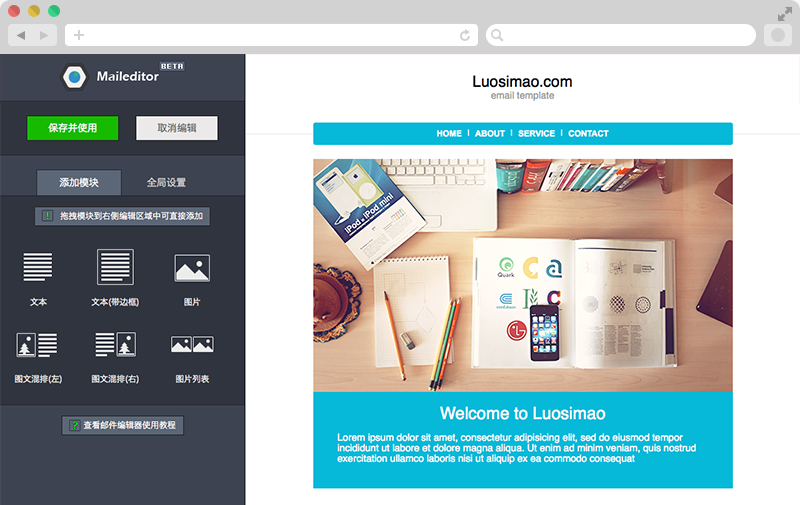 Maileditor BETA
保存并使用
取消编辑
添加模块
全局设置
! 拖拽模块到右侧编辑区域中可直接添加
文本
文本(带边框)
图片
图文混排(左)
图文混排(右)
图片列表
? 查看邮件编辑器使用教程
Luosimao.com
email template
HOME | ABOUT | SERVICE | CONTACT
iPod + iPod mini
Quark
Welcome to Luosimao
Lorem ipsum dolor sit amet, consectetur adipisicing elit, sed do eiusmod tempor
incididunt ut labore et dolore magna aliqua. Ut enim ad minim veniam, quis nostrud
exercitation ullamco laboris nisi ut aliquip ex ea commodo consequat